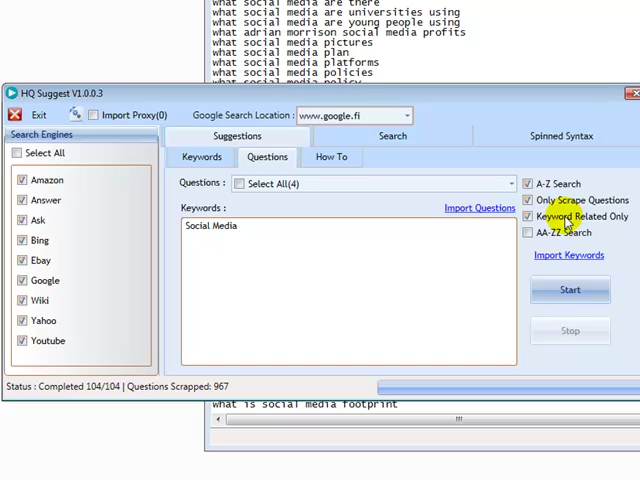 what social media are there
what social media are universities using
what social media are young people using
what adrian morrison social media profits
what social media pictures
what social media plan
what social media platforms
what social media policies
what social media policy
HQ Suggest V1.0.0.3
Exit
Import Proxy(0)
Google Search Location :
www.google.fi
Search Engines
Suggestions
Search
Spinned Syntax
Select All
Keywords
Questions
How To
Amazon
Answer
Ask
Bing
Ebay
Google
Wiki
Yahoo
Youtube
Questions :
Select All(4)
A-Z Search
Only Scrape Questions
Keywords :
Import Questions
Keyword Related Only
Social Media
AA-ZZ Search
Import Keywords
Start
Stop
Status : Completed 104/104 | Questions Scrapped: 967
what is social media footprint